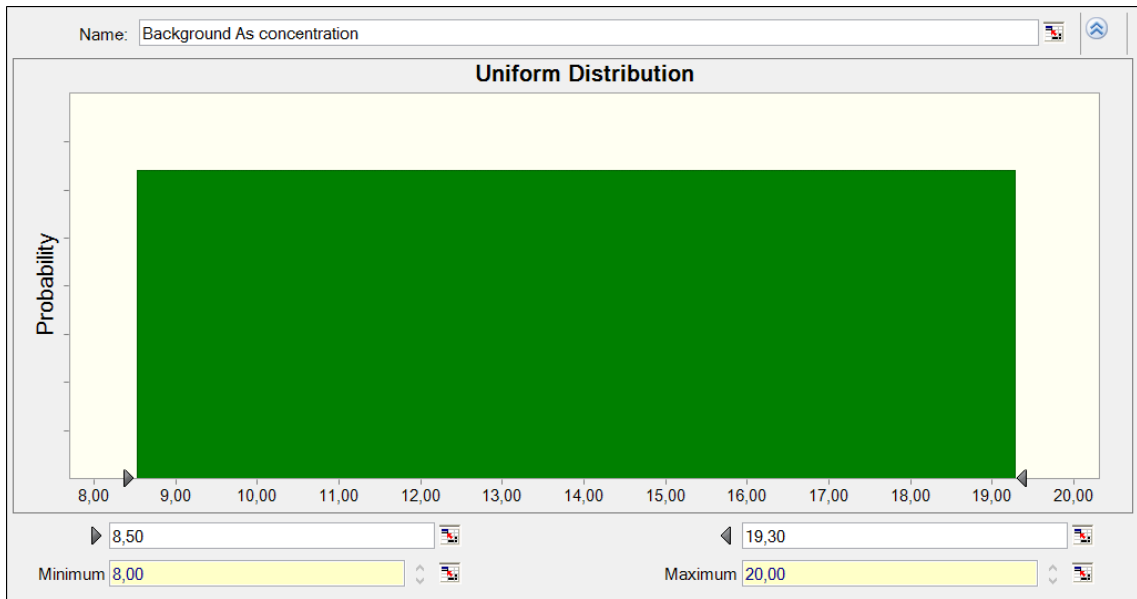 Name: Background As concentration
Uniform Distribution
Probability
8,00 9,00 10,00 11,00 12,00 13,00 14,00 15,00 16,00 17,00 18,00 19,00 20,00
8,50 19,30
Minimum 8,00 Maximum 20,00